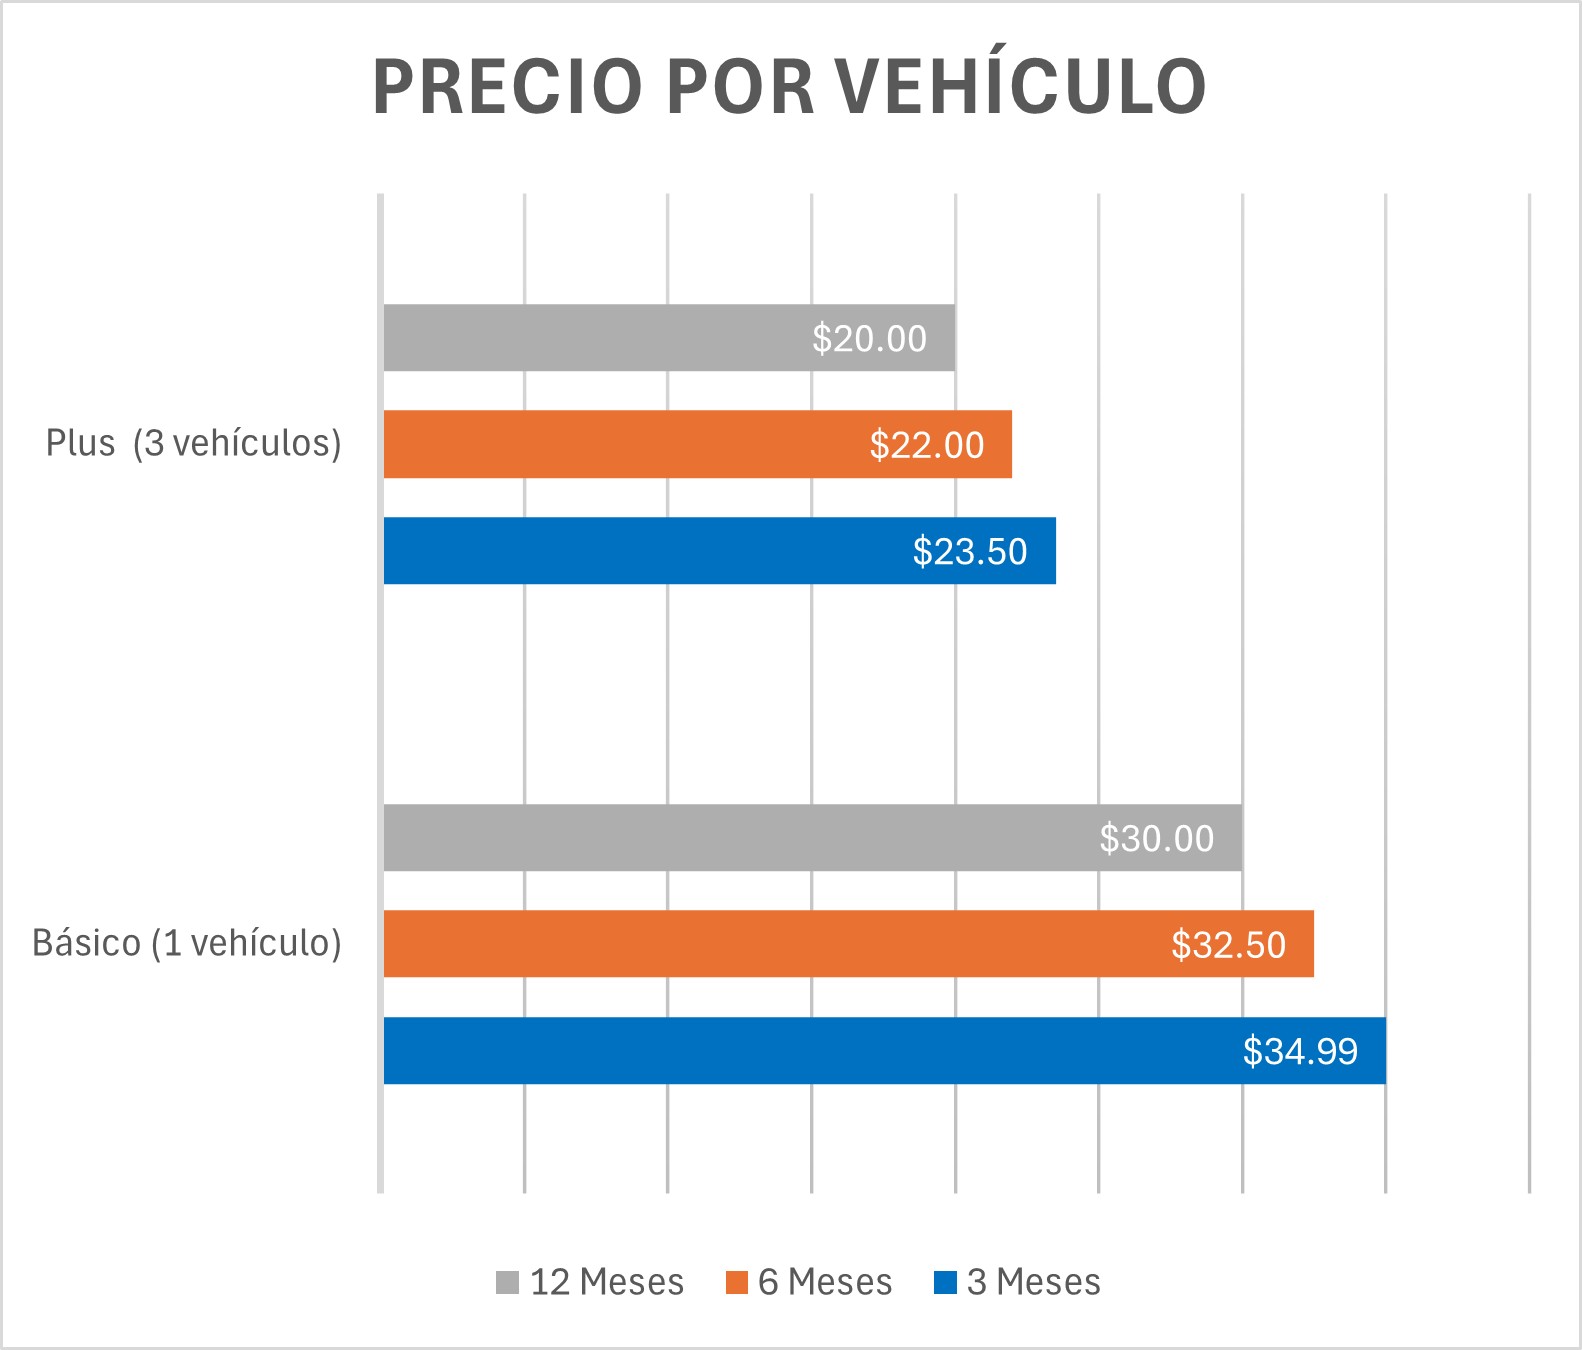 PRECIO POR VEHÍCULO
$20.00
Plus  (3 vehículos)
$22.00
$23.50
$30.00
Básico (1 vehículo)
$32.50
$34.99
12 Meses
6 Meses
3 Meses